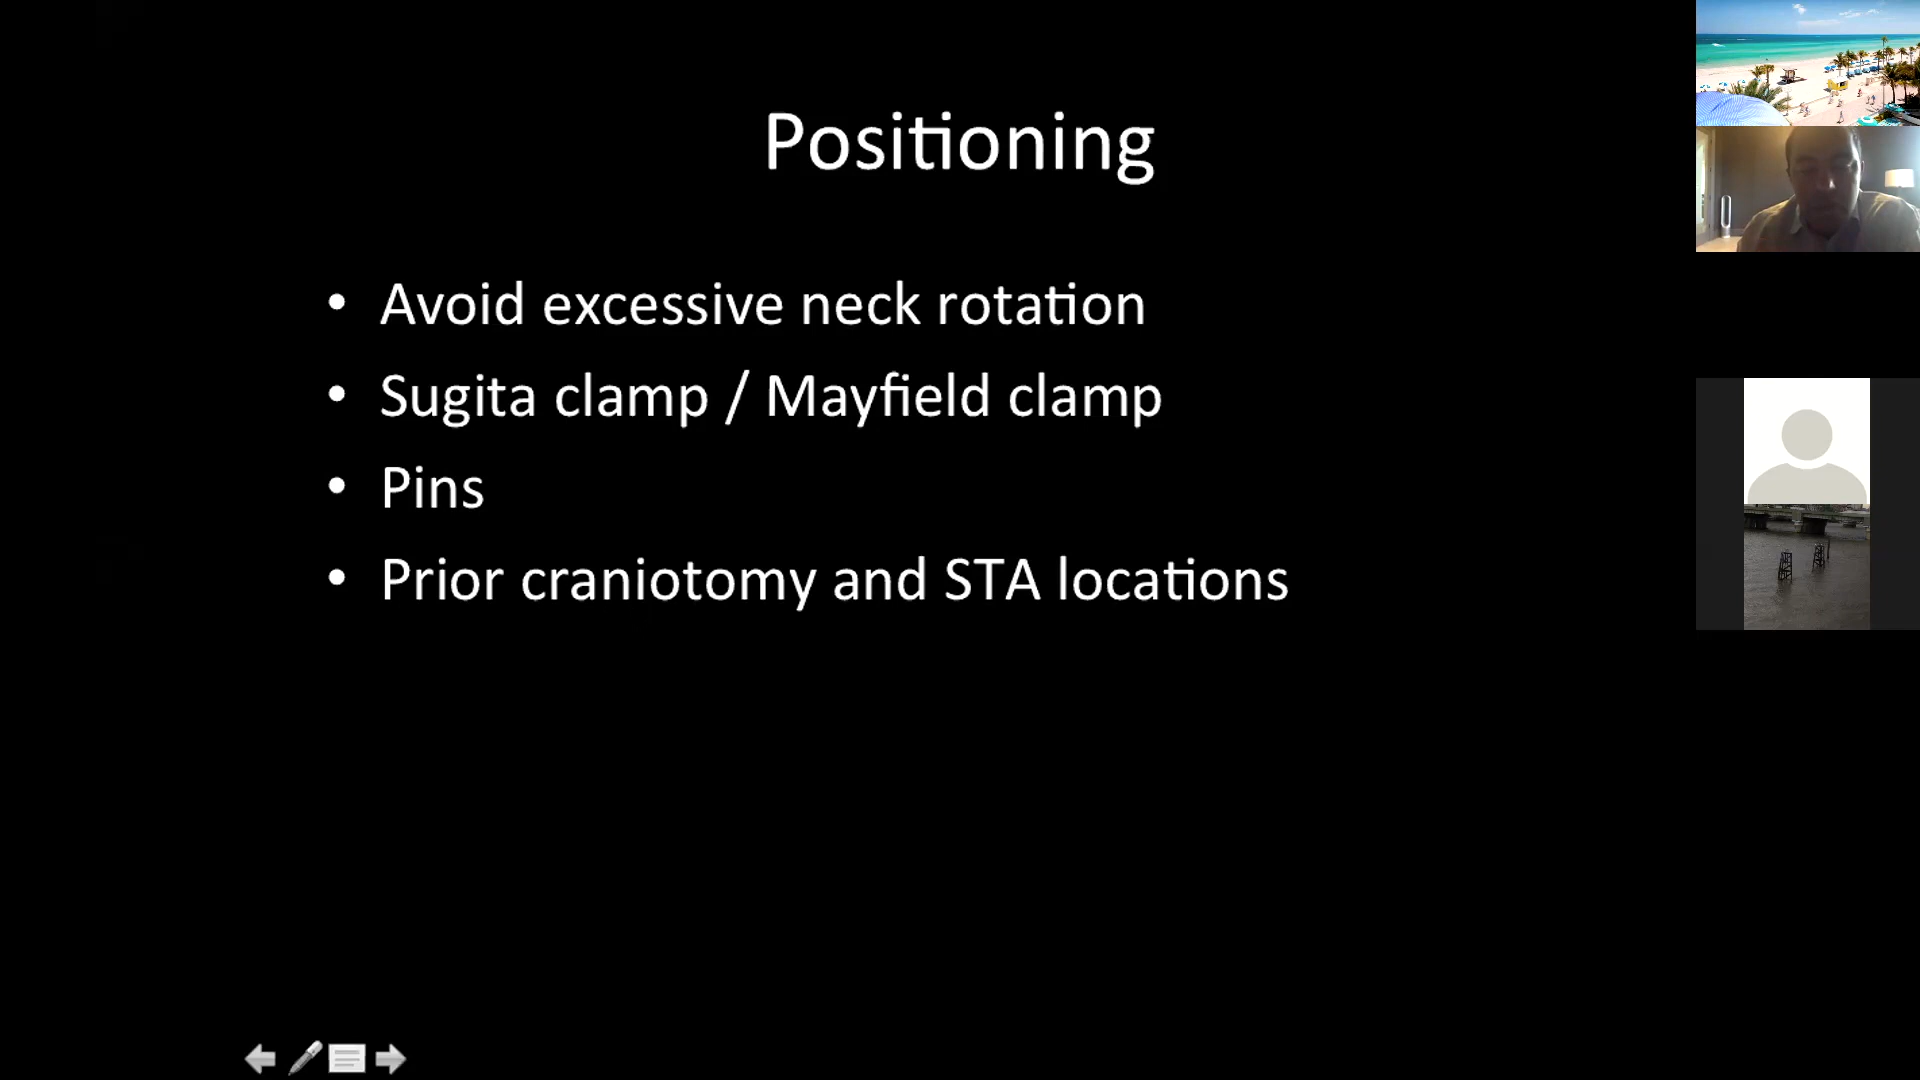 Positioning
• Avoid excessive neck rotation
• Sugita clamp / Mayfield clamp
• Pins
• Prior craniotomy and STA locations